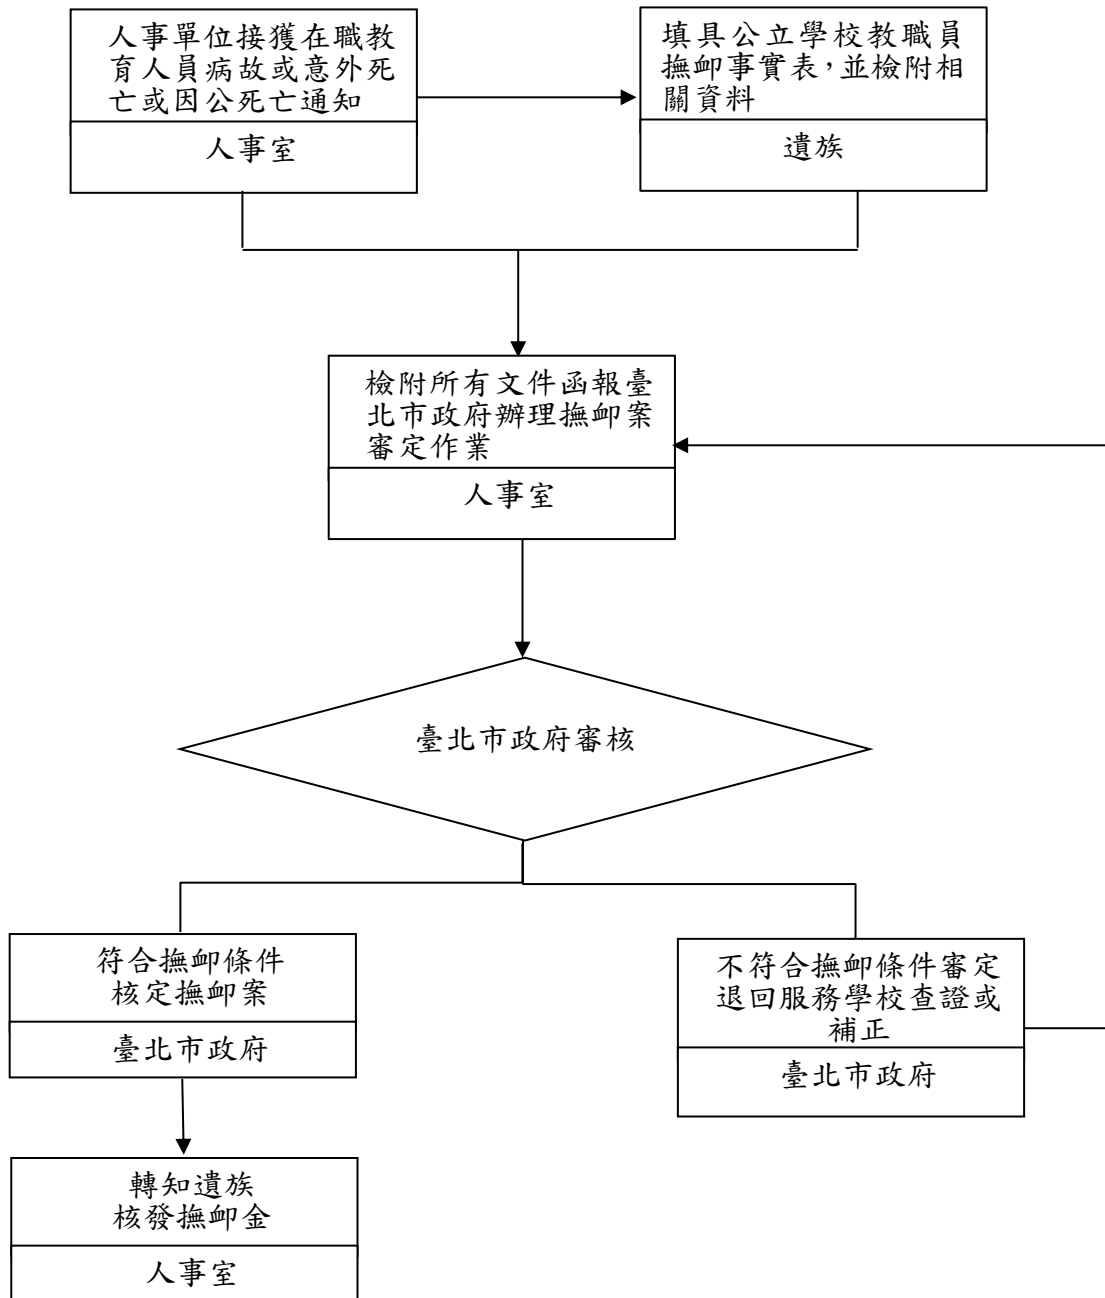 人事單位接獲在職教
育人員病故或意外死
亡或因公死亡通知
人事室
填具公立學校教職員
撫卹事實表，並檢附相
關資料
遺族
檢附所有文件函報臺
北市政府辦理撫卹案
審定作業
人事室
臺北市政府審核
符合撫卹條件
核定撫卹案
臺北市政府
不符合撫卹條件審定
退回服務學校查證或
補正
臺北市政府
轉知遺族
核發撫卹金
人事室